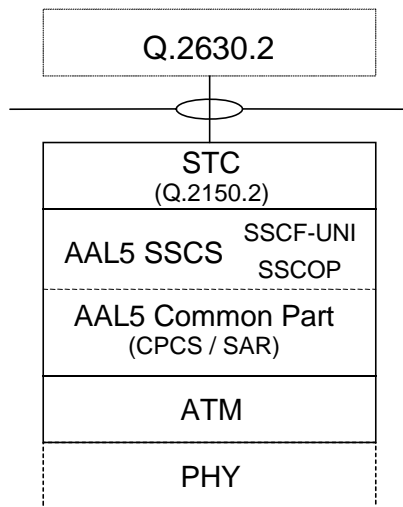 Q.2630.2
STC
(Q.2150.2)
AAL5 SSCS
SSCF-UNI
SSCOP
AAL5 Common Part
(CPCS / SAR)
ATM
PHY